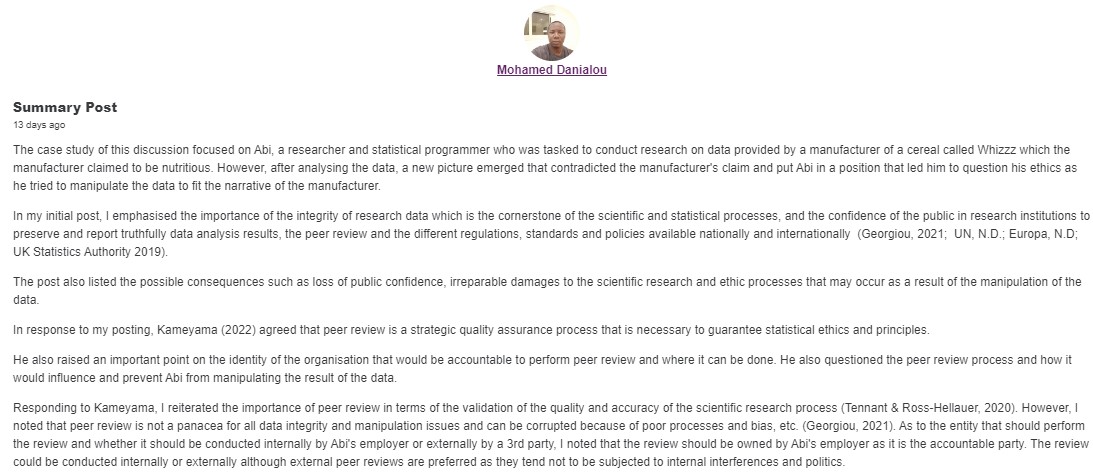 Mohamed Danialou
Summary Post
13 days ago
The case study of this discussion focused on Abi, a researcher and statistical programmer who was tasked to conduct research on data provided by a manufacturer of a cereal called Whizzz which the
manufacturer claimed to be nutritious. However, after analysing the data, a new picture emerged that contradicted the manufacturer's claim and put Abi in a position that led him to question his ethics as
he tried to manipulate the data to fit the narrative of the manufacturer.
In my initial post, I emphasised the importance of the integrity of research data which is the cornerstone of the scientific and statistical processes, and the confidence of the public in research institutions to
preserve and report truthfully data analysis results, the peer review and the different regulations, standards and policies available nationally and internationally (Georgiou, 2021; UN, N.D.; Europa, N.D;
UK Statistics Authority 2019).
The post also listed the possible consequences such as loss of public confidence, irreparable damages to the scientific research and ethic processes that may occur as a result of the manipulation of the
data.
In response to my posting, Kameyama (2022) agreed that peer review is a strategic quality assurance process that is necessary to guarantee statistical ethics and principles.
He also raised an important point on the identity of the organisation that would be accountable to perform peer review and where it can be done. He also questioned the peer review process and how it
would influence and prevent Abi from manipulating the result of the data.
Responding to Kameyama, I reiterated the importance of peer review in terms of the validation of the quality and accuracy of the scientific research process (Tennant & Ross-Hellauer, 2020). However, I
noted that peer review is not a panacea for all data integrity and manipulation issues and can be corrupted because of poor processes and bias, etc. (Georgiou, 2021). As to the entity that should perform
the review and whether it should be conducted internally by Abi's employer or externally by a 3rd party, I noted that the review should be owned by Abi's employer as it is the accountable party. The review
could be conducted internally or externally although external peer reviews are preferred as they tend not to be subjected to internal interferences and politics.